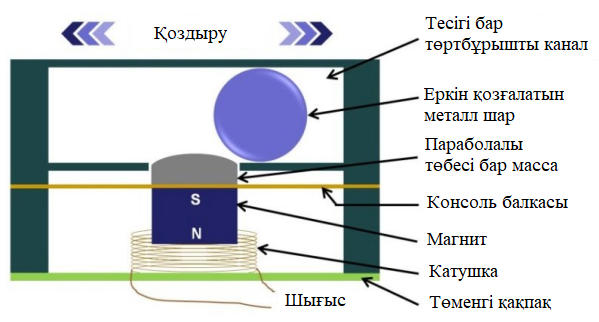 Қоздыру
Тесігі бар
төртбұрышты канал
Еркін қозғалатын
металл шар
Параболалы
төбесі бар масса
Консоль балкасы
S
N
Магнит
Катушка
Шығыс
Төменгі қақпақ